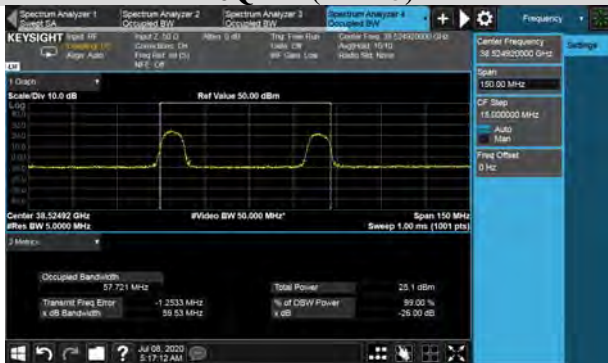 Spectrum Analyzer 1
Swept SA
Spectrum Analyzer 2
Occupied BW
Spectrum Analyzer 3
Occupied BW
Spectrum Analyzer 4
Occupied BW
Frequency
KEYSIGHT Input: RF
Align: Auto
Input Z: 50 Ω
Corrections: Off
Freq Ref: Int (S)
NFE: Off
Atten: 0 dB
Trig: Free Run
Gate: Off
#IF Gain: Low
Center Freq: 38.524920000 GHz
Avg|Hold: 10/10
Radio Std: None
Center Frequency
38.524920000 GHz
Settings
Span
150.00 MHz
CF Step
15.000000 MHz
Auto
Man
Freq Offset
0 Hz
1 Graph
Scale/Div 10.0 dB
Ref Value 50.00 dBm
Log
Center 38.52492 GHz
#Res BW 5.0000 MHz
#Video BW 50.000 MHz*
Span 150 MHz
Sweep 1.00 ms (1001 pts)
2 Metrics
Occupied Bandwidth
57.721 MHz
Total Power
25.1 dBm
Transmit Freq Error
-1.2533 MHz
% of OBW Power
99.00 %
x dB Bandwidth
59.53 MHz
x dB
-26.00 dB
?
Jul 08, 2020
5:17:12 AM